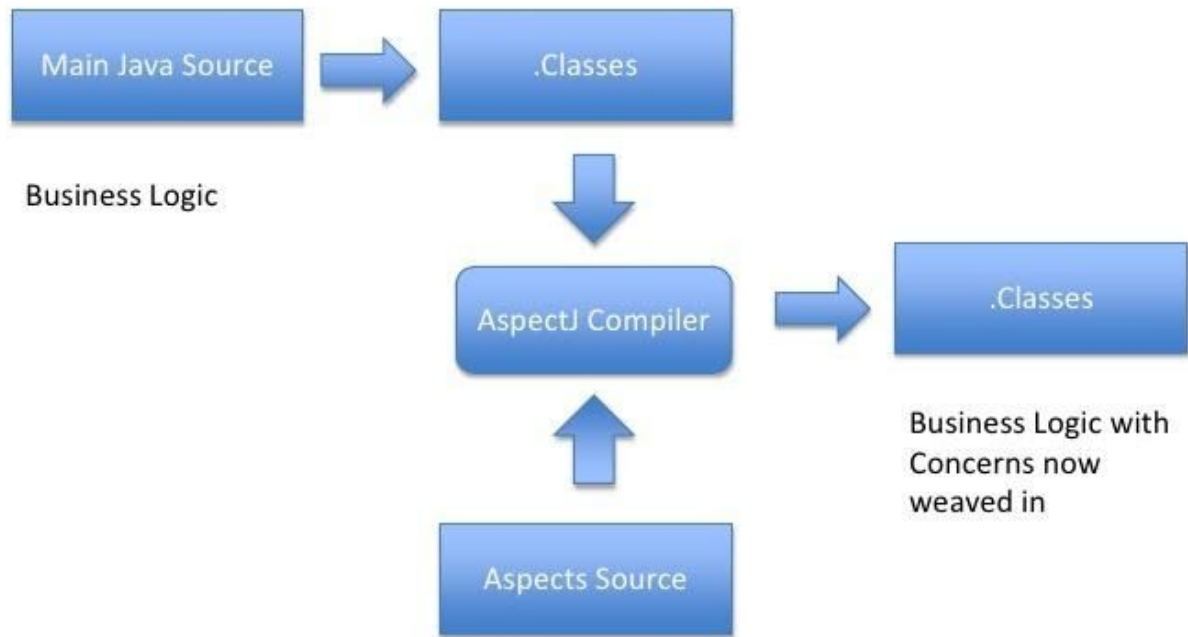 Main Java Source
.Classes
Business Logic
AspectJ Compiler
.Classes
Business Logic with
Concerns now
weaved in
Aspects Source